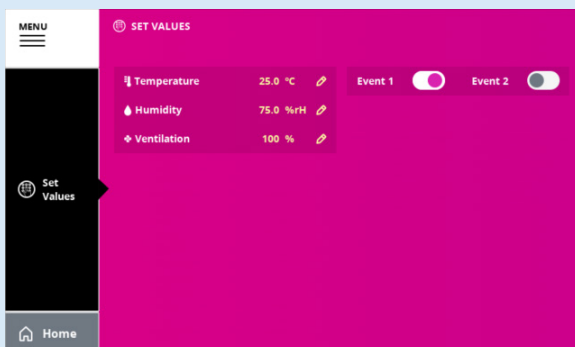 MENU
SET VALUES
Temperature 25.0 °C
Humidity 75.0 %rH
Ventilation 100 %
Event 1
Event 2
Set
Values
Home